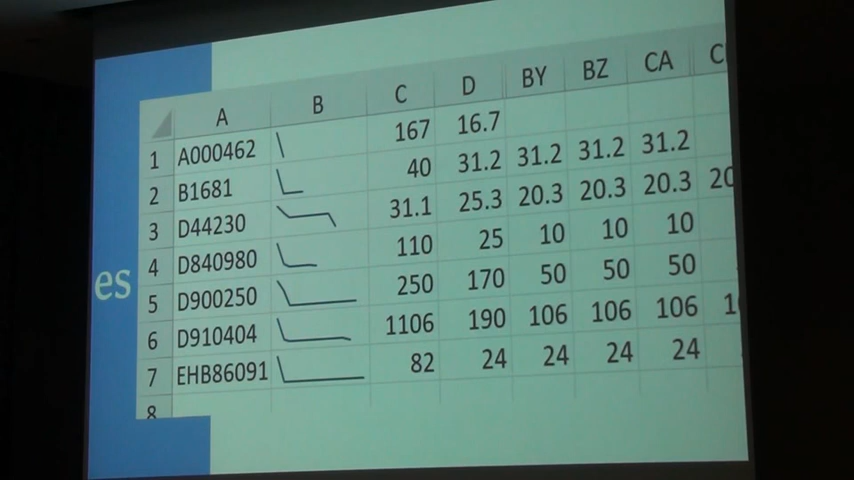 A B C D BY BZ CA C
1 A000462 167 16.7
2 B1681 40 31.2 31.2 31.2 31.2
3 D44230 31.1 25.3 20.3 20.3 20.3 20
4 D840980 110 25 10 10 10
5 D900250 250 170 50 50 50
6 D910404 1106 190 106 106 106 1
7 EHB86091 82 24 24 24 24
8
es